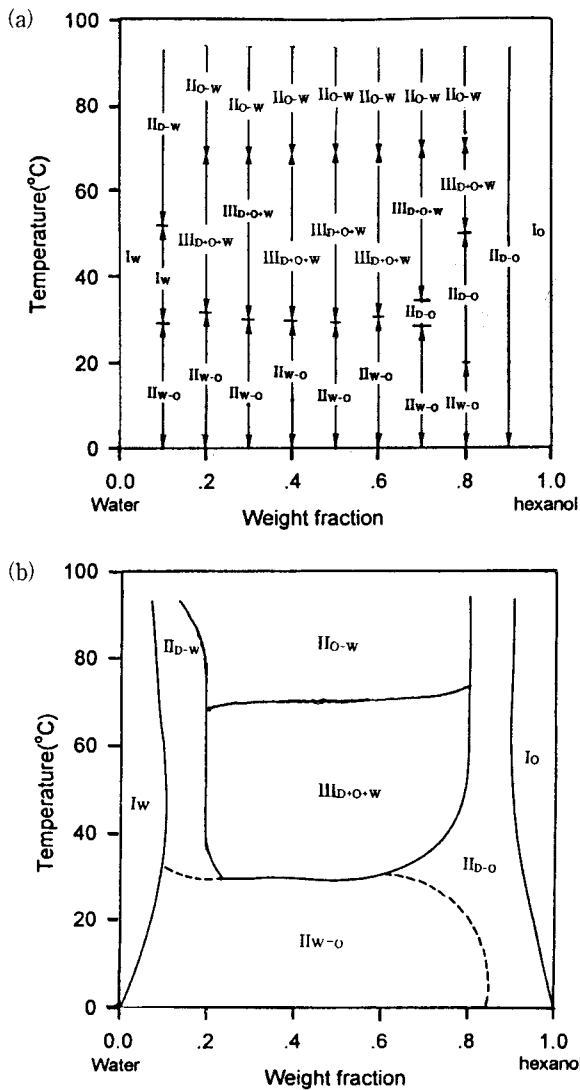 (a)
100
80
60
40
20
0
Temperature(°C)
IIO-W IIO-W IIO-W IIO-W IIO-W IIO-W IIO-W
IID-W
IIID+O+W IIID+O+W IIID+O+W IIID+O+W IIID+O+W IIID+O+W IIID+O+W
Iw Iw
IID-O IID-O IID-O
Io
IIW-O IIW-O IIW-O IIW-O IIW-O IIW-O IIW-O IIW-O
0.0 .2 .4 .6 .8 1.0
Water hexanol
Weight fraction
(b)
100
80
60
40
20
0
Temperature(°C)
IID-W
IIO-W
IIID+O+W
Iw
Io
IID-O
IIW-O
0.0 .2 .4 .6 .8 1.0
Water hexano
Weight fraction